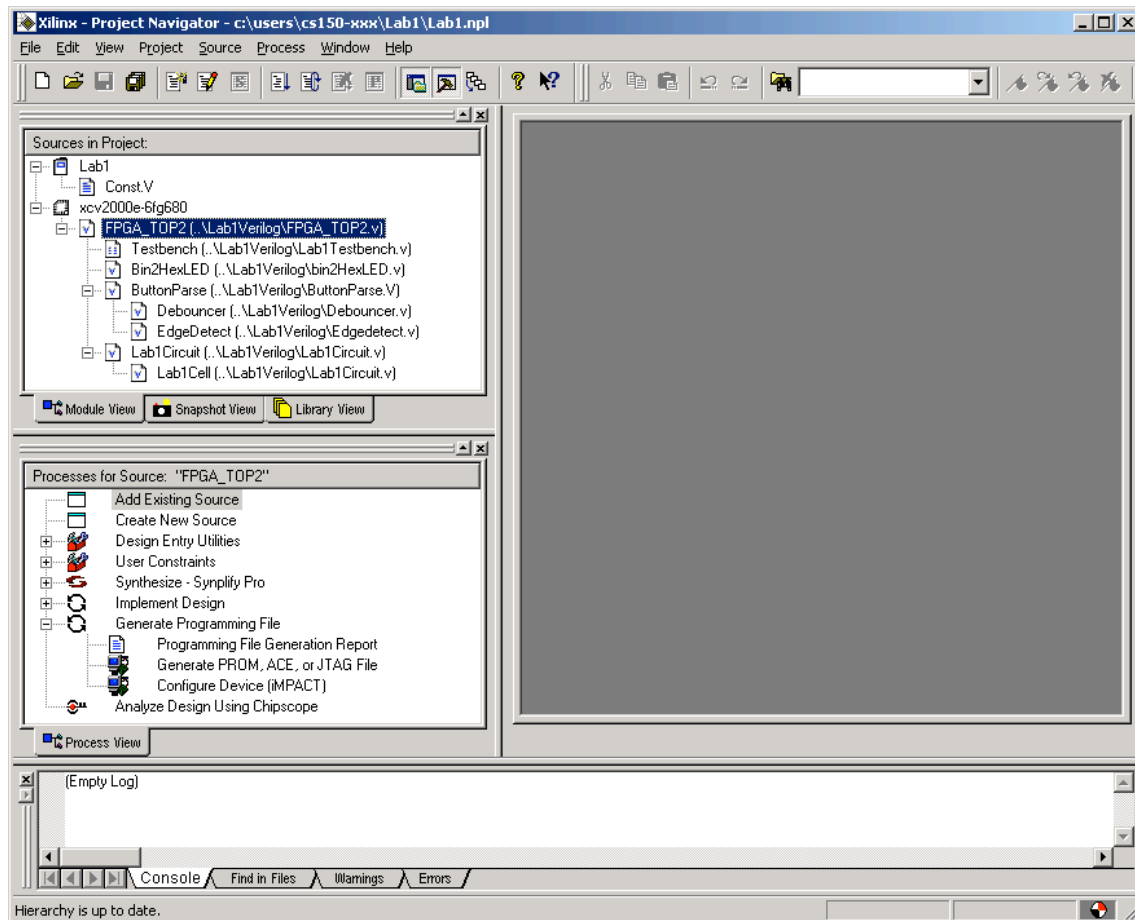 Xilinx - Project Navigator - c:\users\cs150-xxx\Lab1\Lab1.npl
File Edit View Project Source Process Window Help
Sources in Project:
Lab1
Const.V
xcv2000e-6fg680
FPGA_TOP2 (..\Lab1Verilog\FPGA_TOP2.v)
Testbench (..\Lab1Verilog\Lab1Testbench.v)
Bin2HexLED (..\Lab1Verilog\bin2HexLED.v)
ButtonParse (..\Lab1Verilog\ButtonParse.V)
Debouncer (..\Lab1Verilog\Debouncer.v)
EdgeDetect (..\Lab1Verilog\Edgedetect.v)
Lab1Circuit (..\Lab1Verilog\Lab1Circuit.v)
Lab1Cell (..\Lab1Verilog\Lab1Circuit.v)
Module View Snapshot View Library View
Processes for Source: "FPGA_TOP2"
Add Existing Source
Create New Source
Design Entry Utilities
User Constraints
Synthesize - Synplify Pro
Implement Design
Generate Programming File
Programming File Generation Report
Generate PROM, ACE, or JTAG File
Configure Device (iMPACT)
Analyze Design Using Chipscope
Process View
(Empty Log)
Console Find in Files Warnings Errors
Hierarchy is up to date.